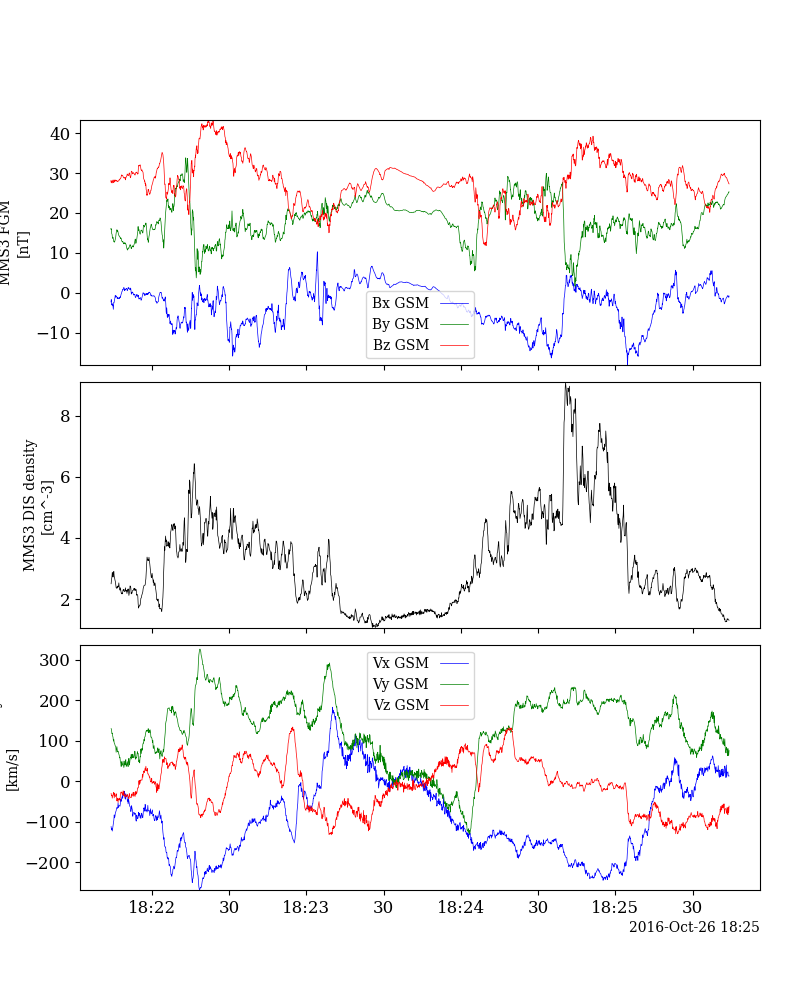 40
30
20
10
0
−10
MMS3 FGM
[nT]
Bx GSM
By GSM
Bz GSM
8
6
4
2
MMS3 DIS density
[cm^-3]
300
200
100
0
−100
−200
[km/s]
Vx GSM
Vy GSM
Vz GSM
18:22 30 18:23 30 18:24 30 18:25 30
2016-Oct-26 18:25